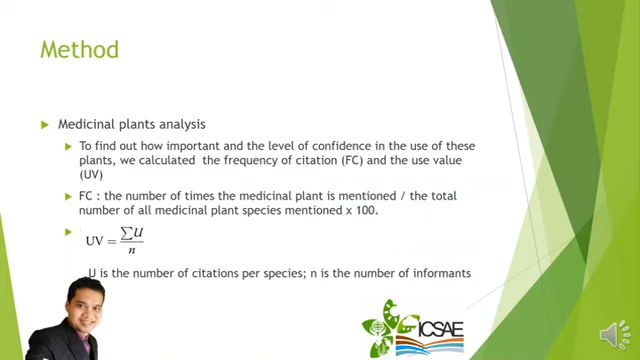 Method
Medicinal plants analysis
To find out how important and the level of confidence in the use of these
plants, we calculated the frequency of citation (FC) and the use value
(UV)
FC : the number of times the medicinal plant is mentioned / the total
number of all medicinal plant species mentioned x 100.
UV = ∑U / n
U is the number of citations per species; n is the number of informants
ICSAE